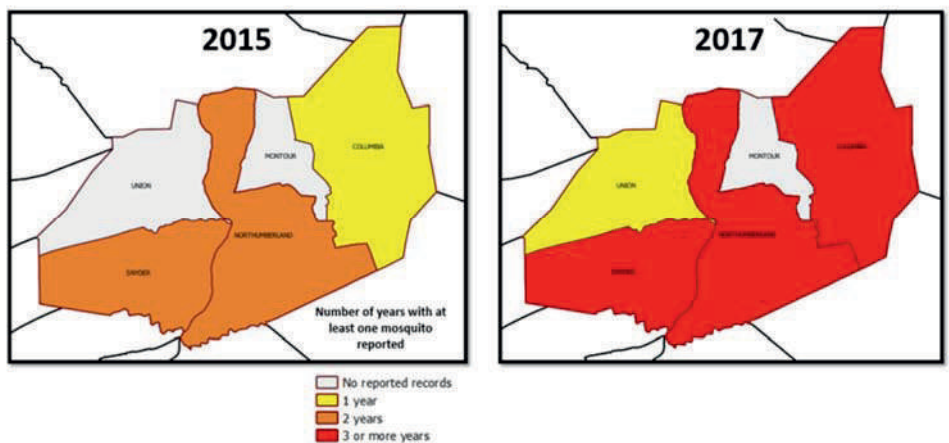 2015
UNION
MONTOUR
COLUMBIA
NORTHUMBERLAND
SNYDER
Number of years with at
least one mosquito
reported
2017
UNION
MONTOUR
COLUMBIA
NORTHUMBERLAND
SNYDER
No reported records
1 year
2 years
3 or more years